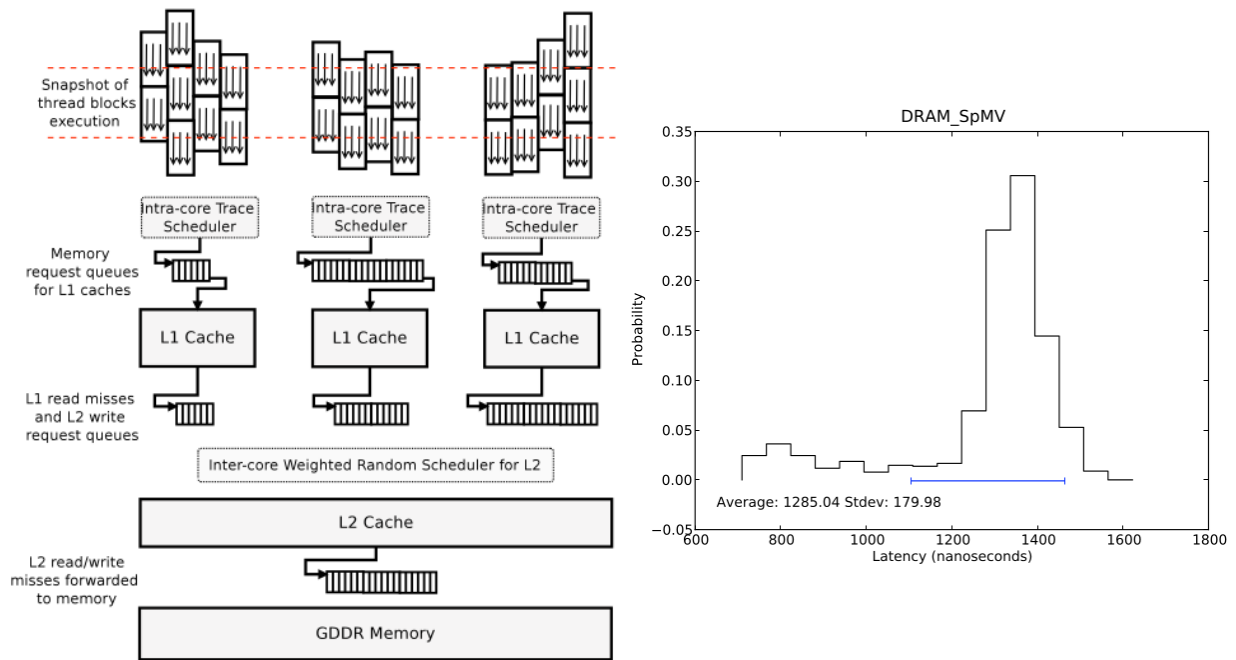 Snapshot of
thread blocks
execution
Intra-core Trace
Scheduler
Intra-core Trace
Scheduler
Intra-core Trace
Scheduler
Memory
request queues
for L1 caches
L1 Cache
L1 Cache
L1 Cache
L1 read misses
and L2 write
request queues
Inter-core Weighted Random Scheduler for L2
L2 Cache
L2 read/write
misses forwarded
to memory
GDDR Memory
DRAM_SpMV
Probability
0.35
0.30
0.25
0.20
0.15
0.10
0.05
0.00
−0.05
Average: 1285.04 Stdev: 179.98
600
800
1000
1200
1400
1600
1800
Latency (nanoseconds)